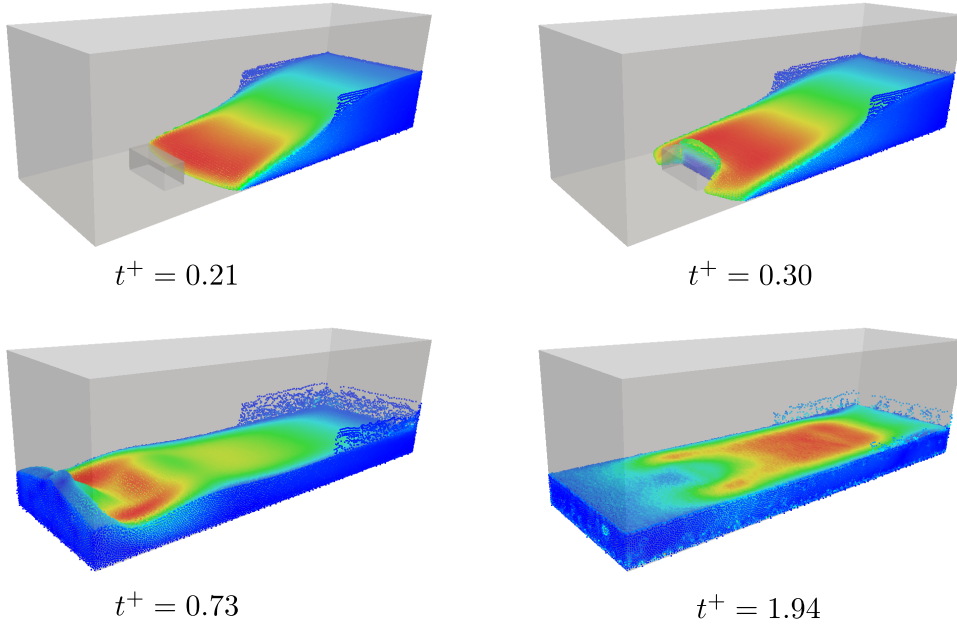 t⁺ = 0.21
t⁺ = 0.30
t⁺ = 0.73
t⁺ = 1.94